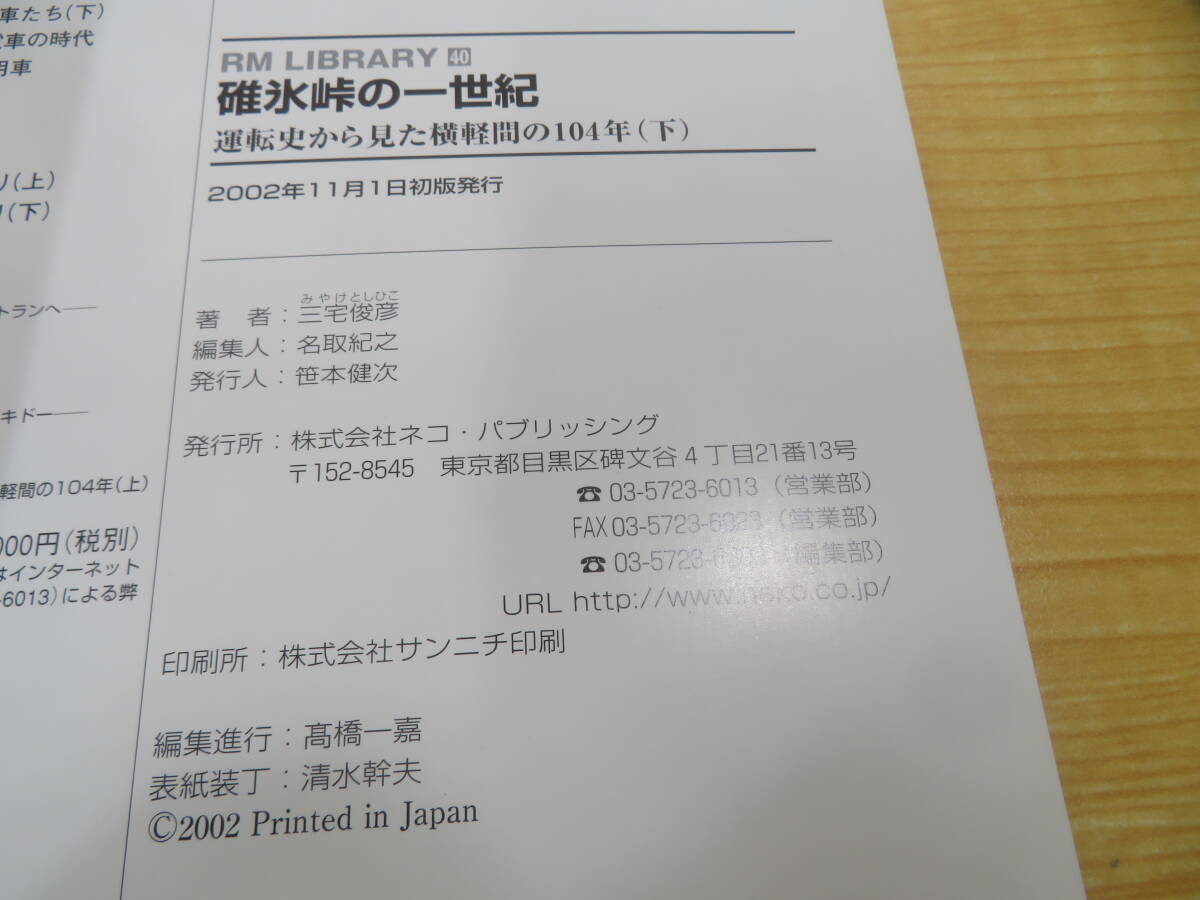 車たち(下)
車の時代
用車
(上)
(下)
トランへ──
キドー──
軽間の104年(上)
000円(税別)
はインターネット
-6013)による弊
RM LIBRARY 40
碓氷峠の一世紀
運転史から見た横軽間の104年(下)
2002年11月1日初版発行
みやけとしひこ
著　者:三宅俊彦
編集人:名取紀之
発行人:笹本健次
発行所:株式会社ネコ・パブリッシング
〒152-8545　東京都目黒区碑文谷4丁目21番13号
☎ 03-5723-6013(営業部)
FAX 03-5723-6023(営業部)
☎ 03-5723-(編集部)
URL http://www.neko.co.jp/
印刷所:株式会社サンニチ印刷
編集進行:髙橋一嘉
表紙装丁:清水幹夫
©2002 Printed in Japan